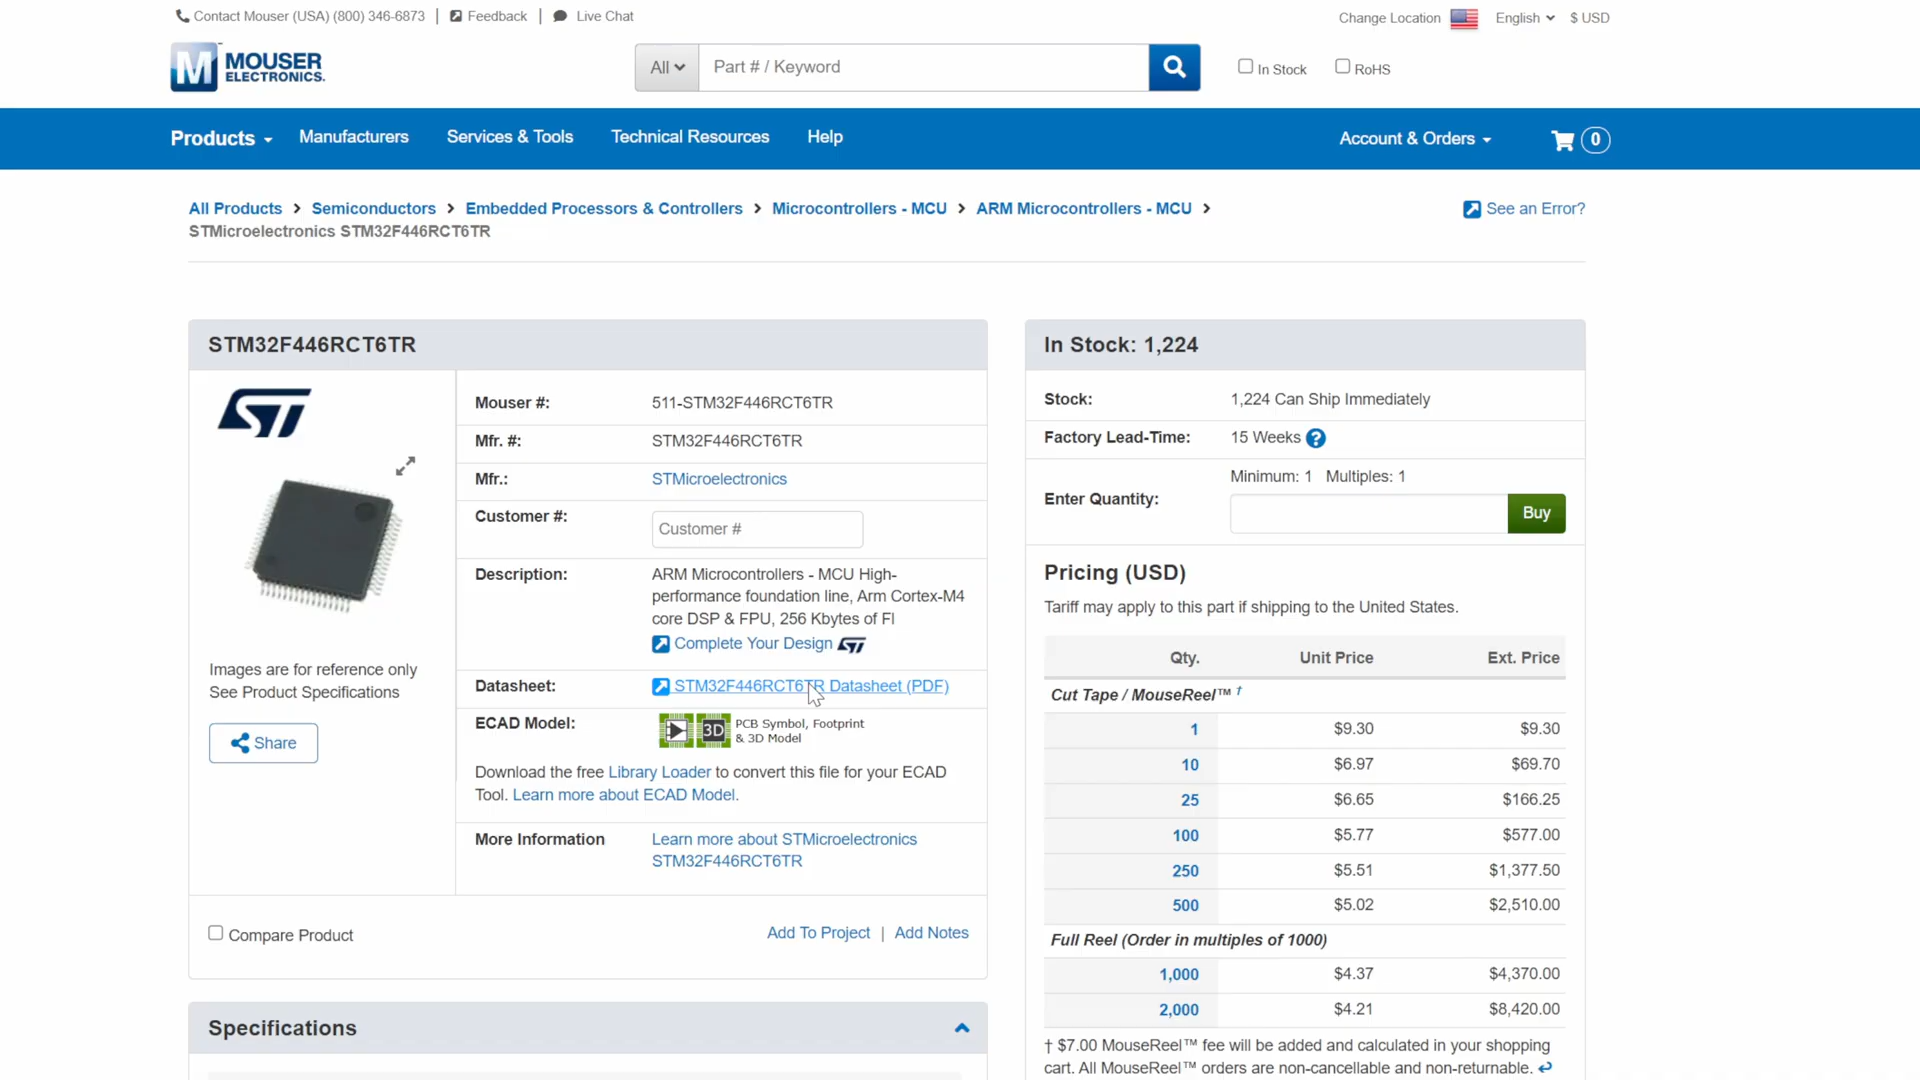 Contact Mouser (USA) (800) 346-6873 | Feedback | Live Chat
Change Location English $ USD
M MOUSER
ELECTRONICS.
All Part # / Keyword
In Stock RoHS
Products Manufacturers Services & Tools Technical Resources Help
Account & Orders 0
All Products > Semiconductors > Embedded Processors & Controllers > Microcontrollers - MCU > ARM Microcontrollers - MCU >
STMicroelectronics STM32F446RCT6TR
See an Error?
STM32F446RCT6TR
ST
Images are for reference only
See Product Specifications
Share
Mouser #: 511-STM32F446RCT6TR
Mfr. #: STM32F446RCT6TR
Mfr.: STMicroelectronics
Customer #: Customer #
Description: ARM Microcontrollers - MCU High-
performance foundation line, Arm Cortex-M4
core DSP & FPU, 256 Kbytes of Fl
Complete Your Design ST
Datasheet: STM32F446RCT6TR Datasheet (PDF)
ECAD Model: 3D PCB Symbol, Footprint
& 3D Model
Download the free Library Loader to convert this file for your ECAD
Tool. Learn more about ECAD Model.
More Information Learn more about STMicroelectronics
STM32F446RCT6TR
Compare Product
Add To Project | Add Notes
Specifications
In Stock: 1,224
Stock: 1,224 Can Ship Immediately
Factory Lead-Time: 15 Weeks ?
Minimum: 1 Multiples: 1
Enter Quantity:
Buy
Pricing (USD)
Tariff may apply to this part if shipping to the United States.
Qty. Unit Price Ext. Price
Cut Tape / MouseReel™ †
1 $9.30 $9.30
10 $6.97 $69.70
25 $6.65 $166.25
100 $5.77 $577.00
250 $5.51 $1,377.50
500 $5.02 $2,510.00
Full Reel (Order in multiples of 1000)
1,000 $4.37 $4,370.00
2,000 $4.21 $8,420.00
† $7.00 MouseReel™ fee will be added and calculated in your shopping
cart. All MouseReel™ orders are non-cancellable and non-returnable.